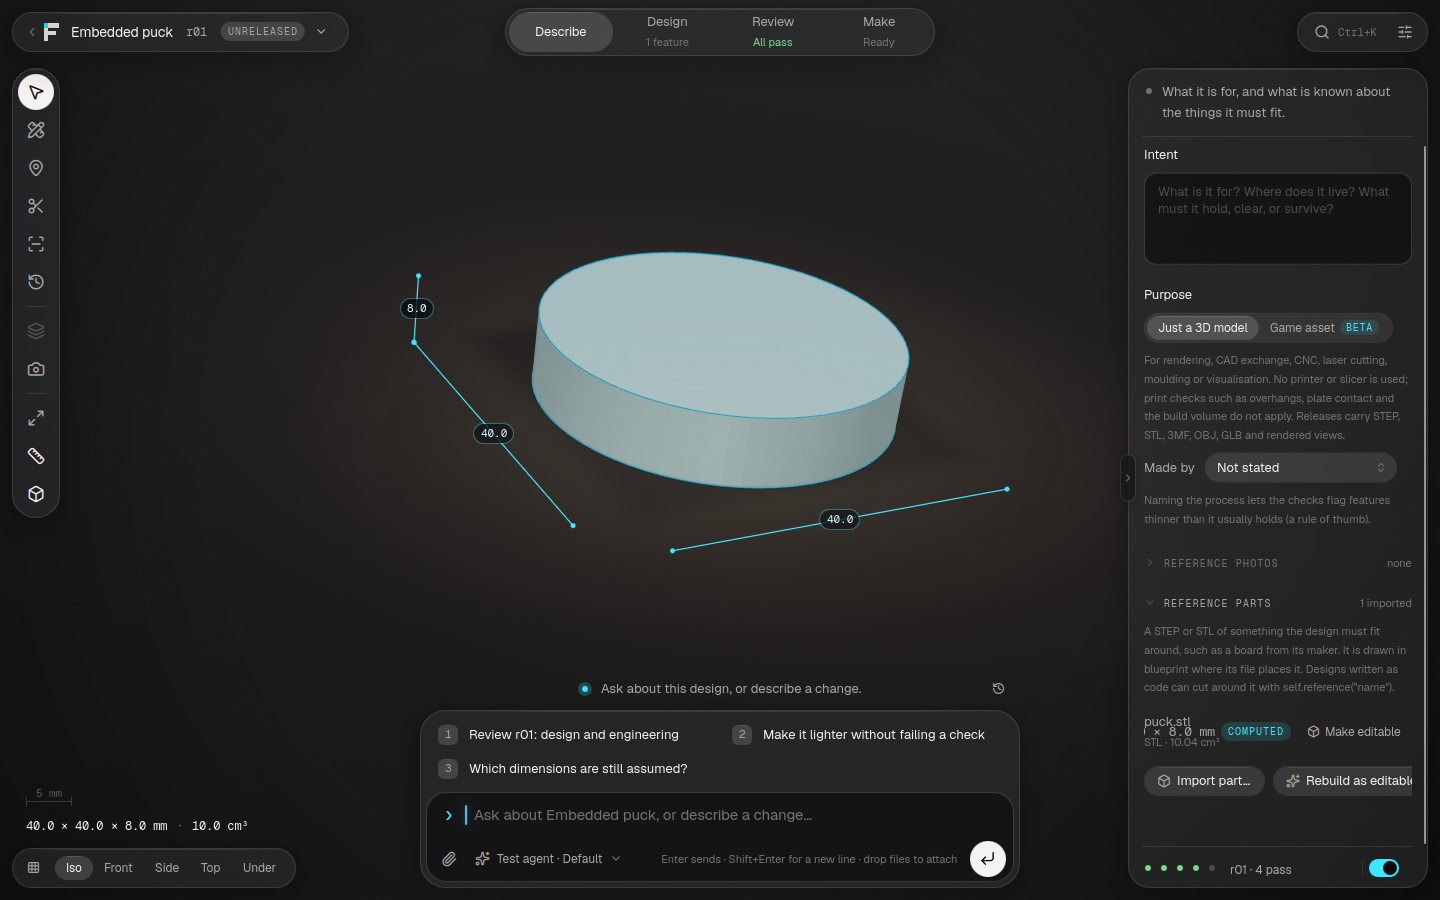 Embedded puck r01 UNRELEASED
Describe
Design
1 feature
Review
All pass
Make
Ready
Ctrl+K
What it is for, and what is known about
the things it must fit.
Intent
What is it for? Where does it live? What
must it hold, clear, or survive?
Purpose
Just a 3D model Game asset BETA
For rendering, CAD exchange, CNC, laser cutting,
moulding or visualisation. No printer or slicer is used;
print checks such as overhangs, plate contact and
the build volume do not apply. Releases carry STEP,
STL, 3MF, OBJ, GLB and rendered views.
Made by Not stated
Naming the process lets the checks flag features
thinner than it usually holds (a rule of thumb).
REFERENCE PHOTOS none
REFERENCE PARTS 1 imported
A STEP or STL of something the design must fit
around, such as a board from its maker. It is drawn in
blueprint where its file places it. Designs written as
code can cut around it with self.reference("name").
puck.stl
× 8.0 mm COMPUTED Make editable
STL · 10.04 cm³
Import part... Rebuild as editable
r01 · 4 pass
8.0
40.0
40.0
Ask about this design, or describe a change.
1 Review r01: design and engineering
2 Make it lighter without failing a check
3 Which dimensions are still assumed?
Ask about Embedded puck, or describe a change...
Test agent · Default
Enter sends · Shift+Enter for a new line · drop files to attach
5 mm
40.0 × 40.0 × 8.0 mm · 10.0 cm³
Iso Front Side Top Under